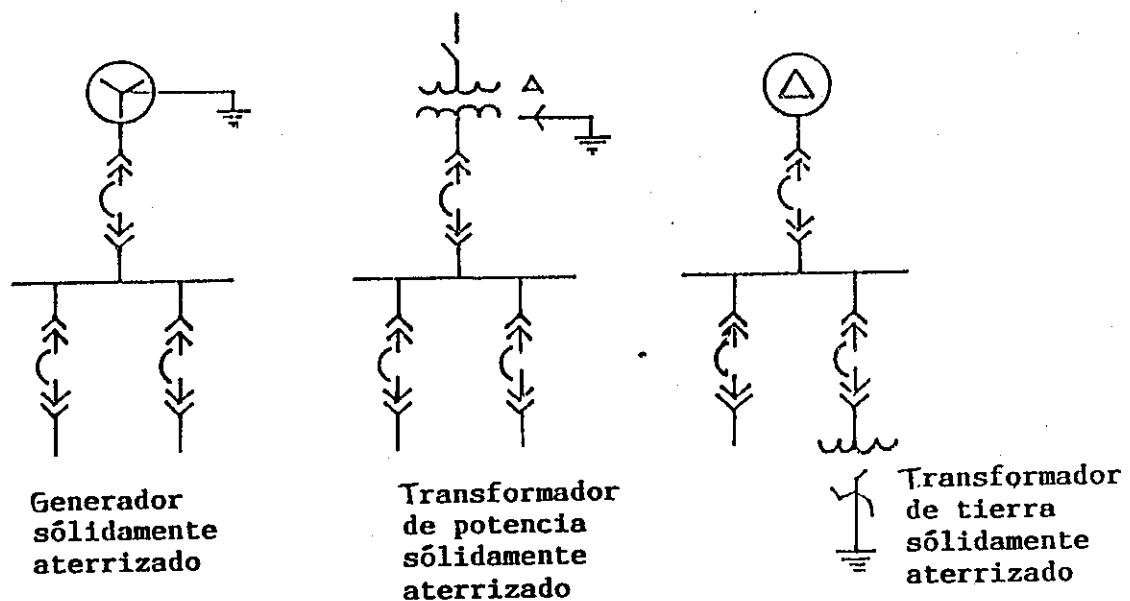 Generador
sólidamente
aterrizado
Transformador
de potencia
sólidamente
aterrizado
Transformador
de tierra
sólidamente
aterrizado